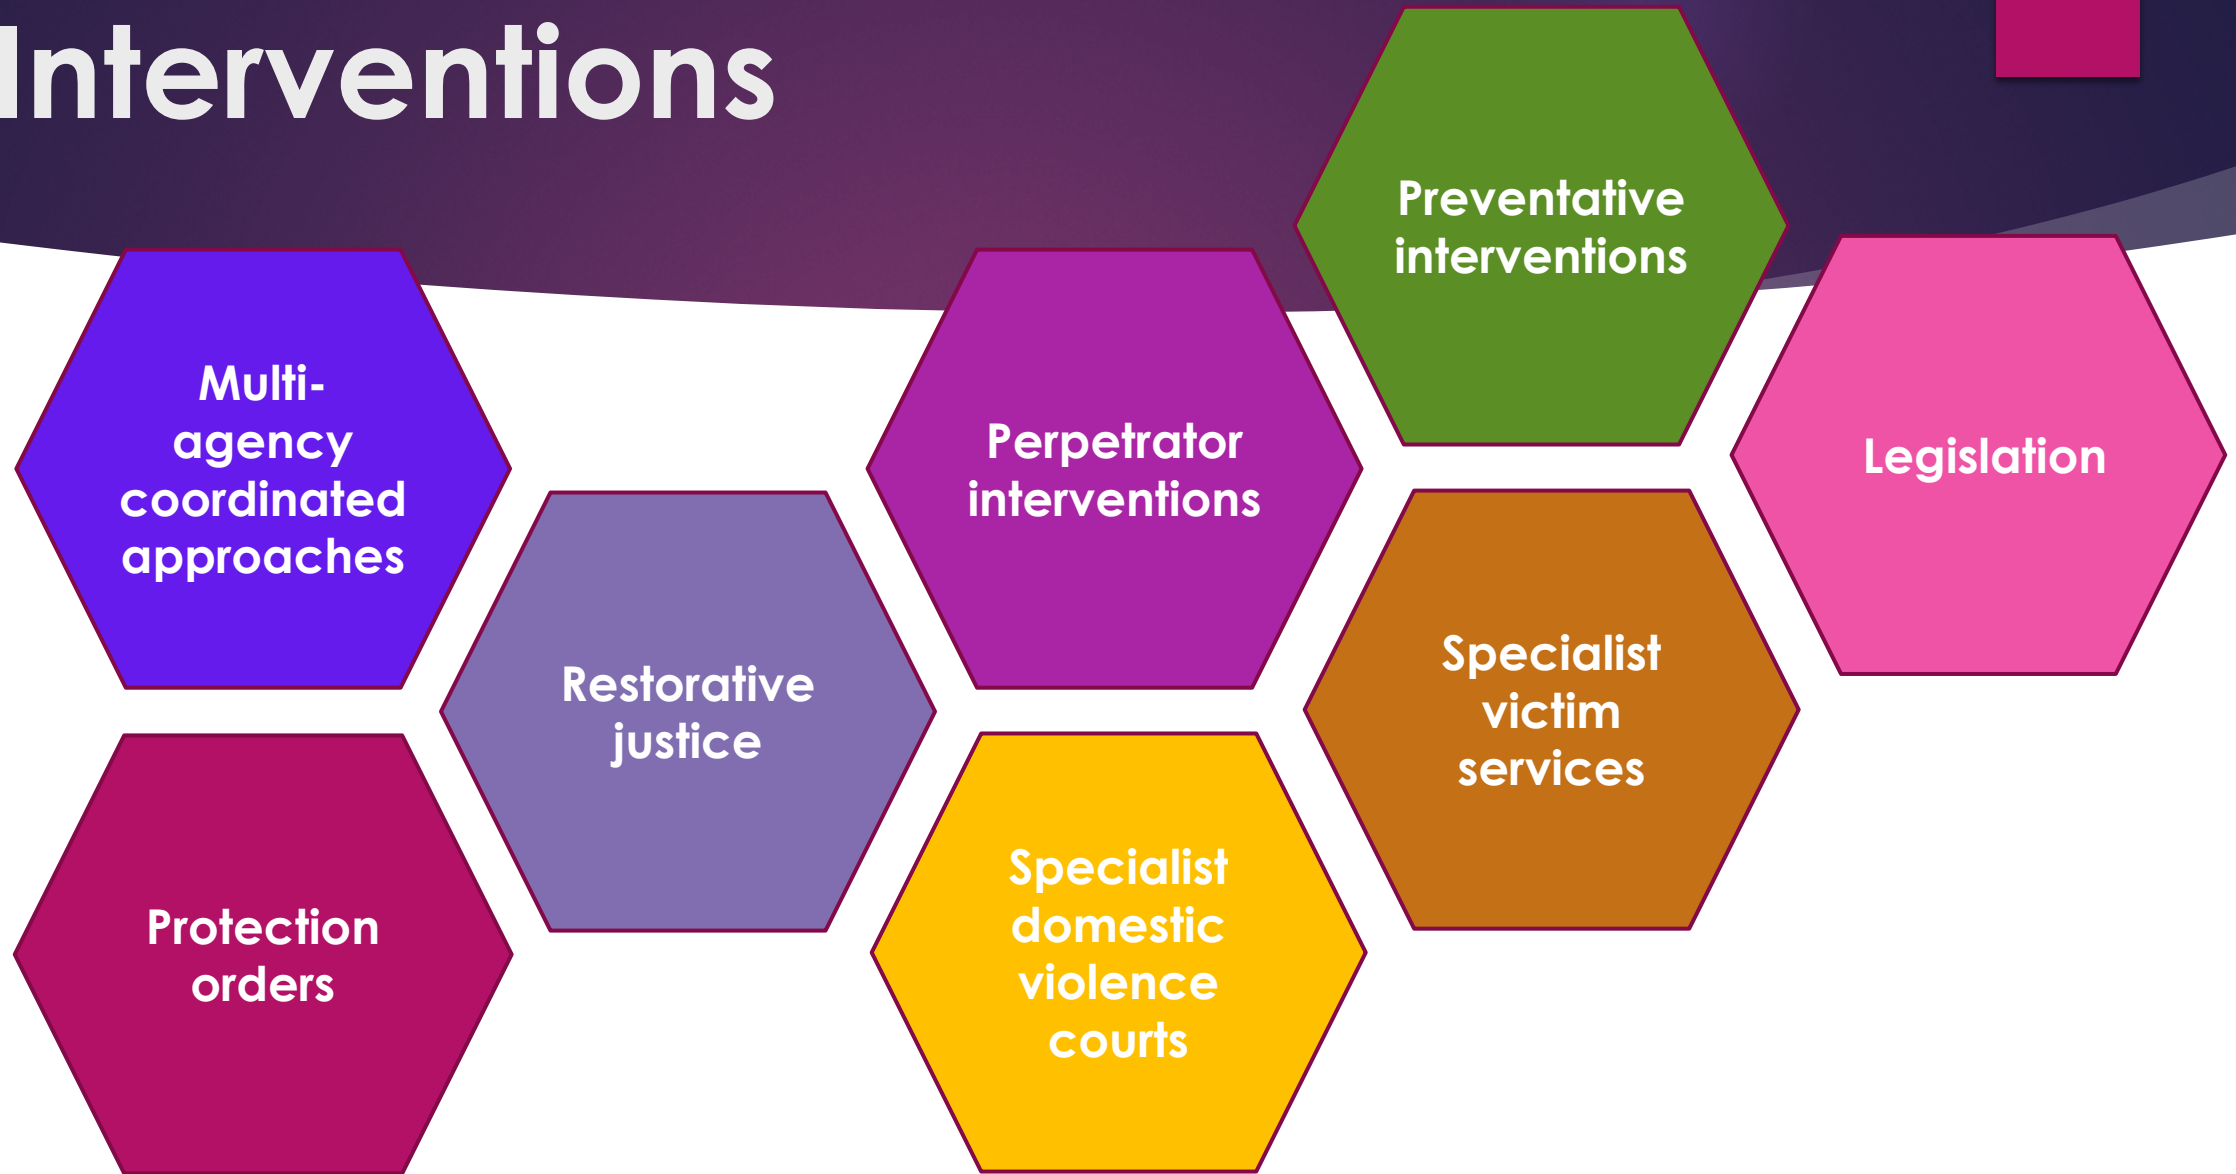 Interventions
Preventative
interventions
Multi-
agency
coordinated
approaches
Perpetrator
interventions
Legislation
Restorative
justice
Specialist
victim
services
Protection
orders
Specialist
domestic
violence
courts